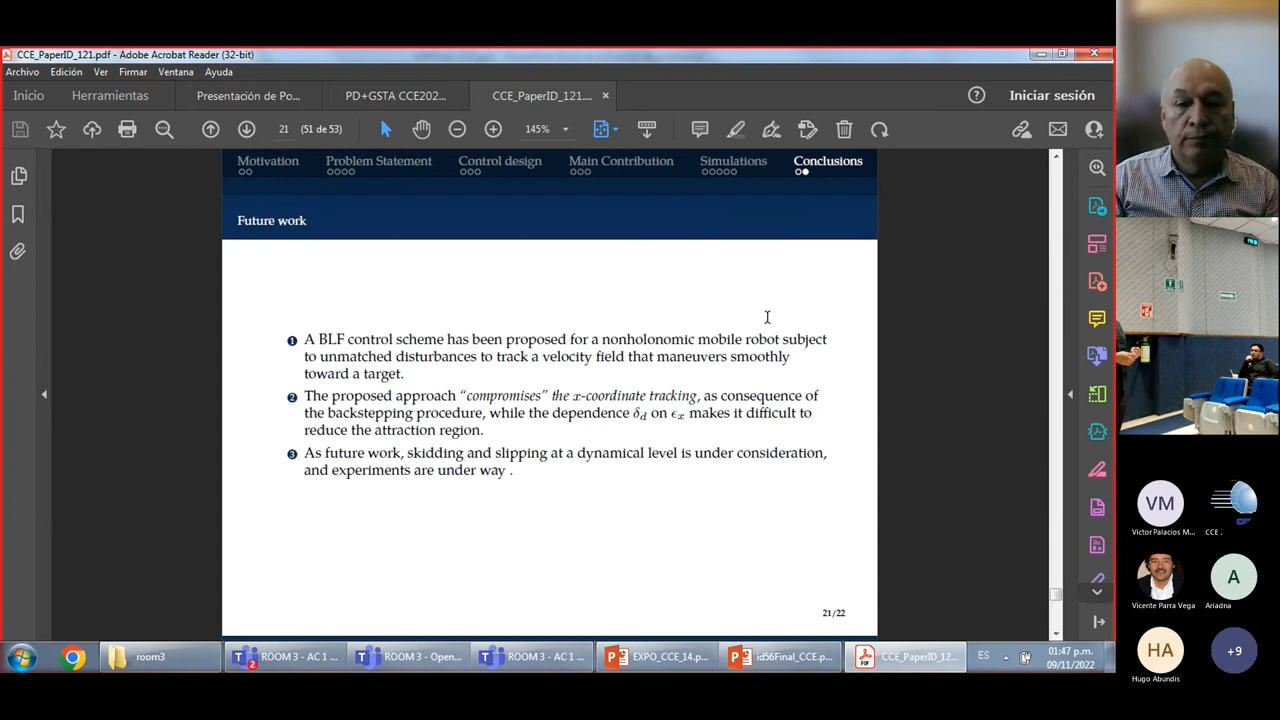 CCE_PaperID_121.pdf - Adobe Acrobat Reader (32-bit)
Archivo Edición Ver Firmar Ventana Ayuda
Inicio Herramientas Presentación de Po... PD+GSTA CCE202... CCE_PaperID_121.... ×
Iniciar sesión
21 (51 de 53) 145%
Motivation Problem Statement Control design Main Contribution Simulations Conclusions
Future work
1 A BLF control scheme has been proposed for a nonholonomic mobile robot subject
to unmatched disturbances to track a velocity field that maneuvers smoothly
toward a target.
2 The proposed approach “compromises” the x-coordinate tracking, as consequence of
the backstepping procedure, while the dependence δd on ϵx makes it difficult to
reduce the attraction region.
3 As future work, skidding and slipping at a dynamical level is under consideration,
and experiments are under way .
21/22
VM
Victor Palacios M... CCE .
A
Vicente Parra Vega Ariadna
HA +9
Hugo Abundis
room3 2 ROOM 3 - AC 1 ... ROOM 3 - Open... ROOM 3 - AC 1 ... EXPO_CCE_14.p... id56Final_CCE.p... CCE_PaperID_12... ES 01:47 p.m.
09/11/2022